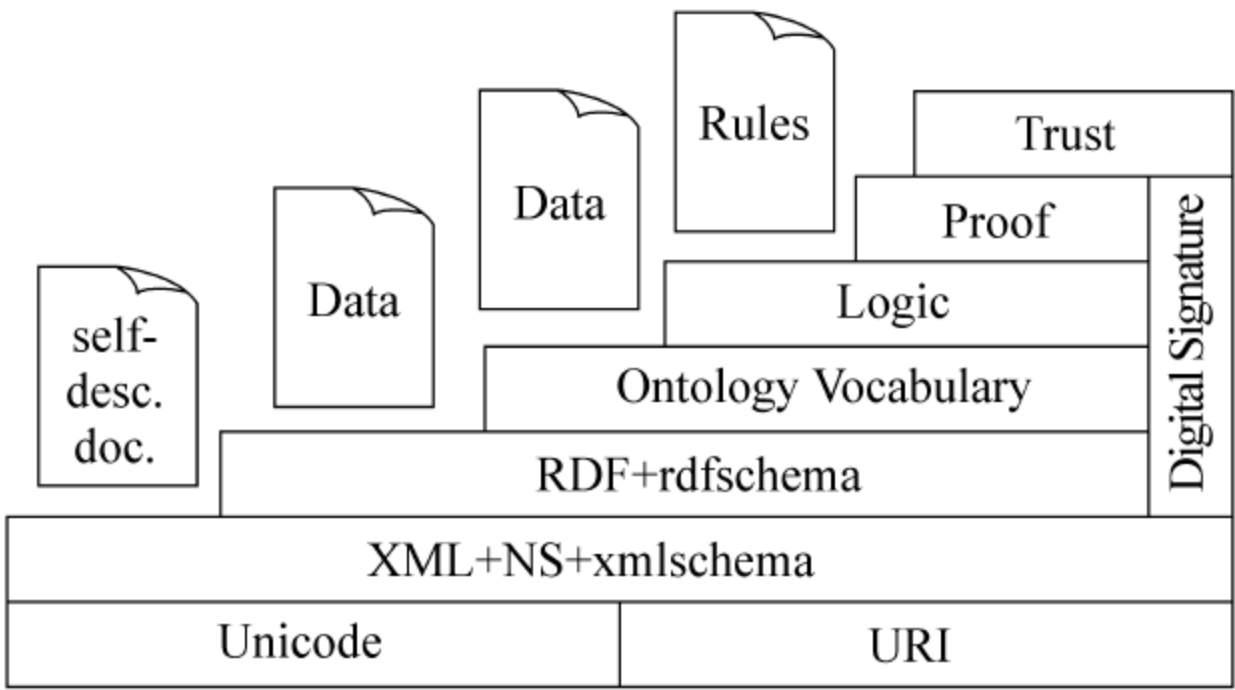 Rules
Trust
Data
Proof
Data
Logic
self-
desc.
doc.
Ontology Vocabulary
Digital Signature
RDF+rdfschema
XML+NS+xmlschema
Unicode
URI